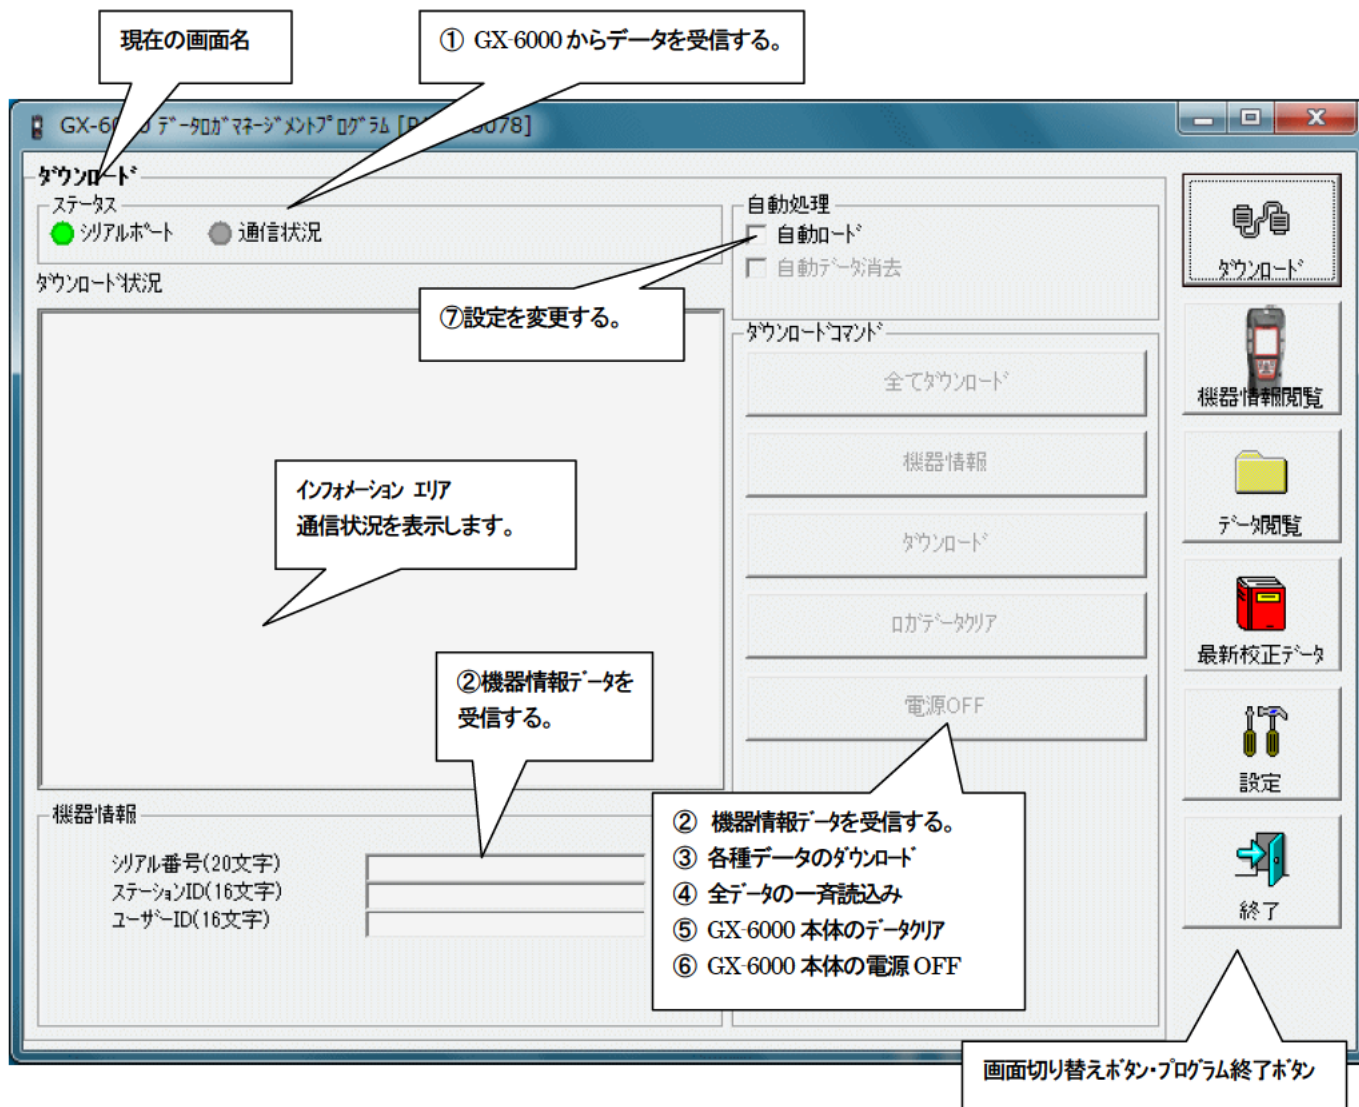 現在の画面名
① GX-6000からデータを受信する。
ﾃﾞｰﾀﾛｶﾞﾏﾈｰｼﾞﾒﾝﾄﾌﾟﾛｸﾞﾗﾑ
ﾀﾞｳﾝﾛｰﾄﾞ
ｽﾃｰﾀｽ
ｼﾘｱﾙﾎﾟｰﾄ
通信状況
自動処理
自動ﾛｰﾄﾞ
自動ﾃﾞｰﾀ消去
ﾀﾞｳﾝﾛｰﾄﾞ状況
⑦設定を変更する。
ﾀﾞｳﾝﾛｰﾄﾞｺﾏﾝﾄﾞ
全てﾀﾞｳﾝﾛｰﾄﾞ
機器情報
ﾀﾞｳﾝﾛｰﾄﾞ
ﾛｶﾞﾃﾞｰﾀｸﾘｱ
電源OFF
ｲﾝﾌｫﾒｰｼｮﾝ ｴﾘｱ
通信状況を表示します。
②機器情報ﾃﾞｰﾀを
受信する。
機器情報
ｼﾘｱﾙ番号(20文字)
ｽﾃｰｼｮﾝID(16文字)
ﾕｰｻﾞｰID(16文字)
② 機器情報ﾃﾞｰﾀを受信する。
③ 各種データのﾀﾞｳﾝﾛｰﾄﾞ
④ 全ﾃﾞｰﾀの一斉読込み
⑤ GX-6000 本体のﾃﾞｰﾀｸﾘｱ
⑥ GX-6000 本体の電源 OFF
ﾀﾞｳﾝﾛｰﾄﾞ
機器情報閲覧
ﾃﾞｰﾀ閲覧
最新校正ﾃﾞｰﾀ
設定
終了
画面切り替えﾎﾞﾀﾝ・ﾌﾟﾛｸﾞﾗﾑ終了ﾎﾞﾀﾝ